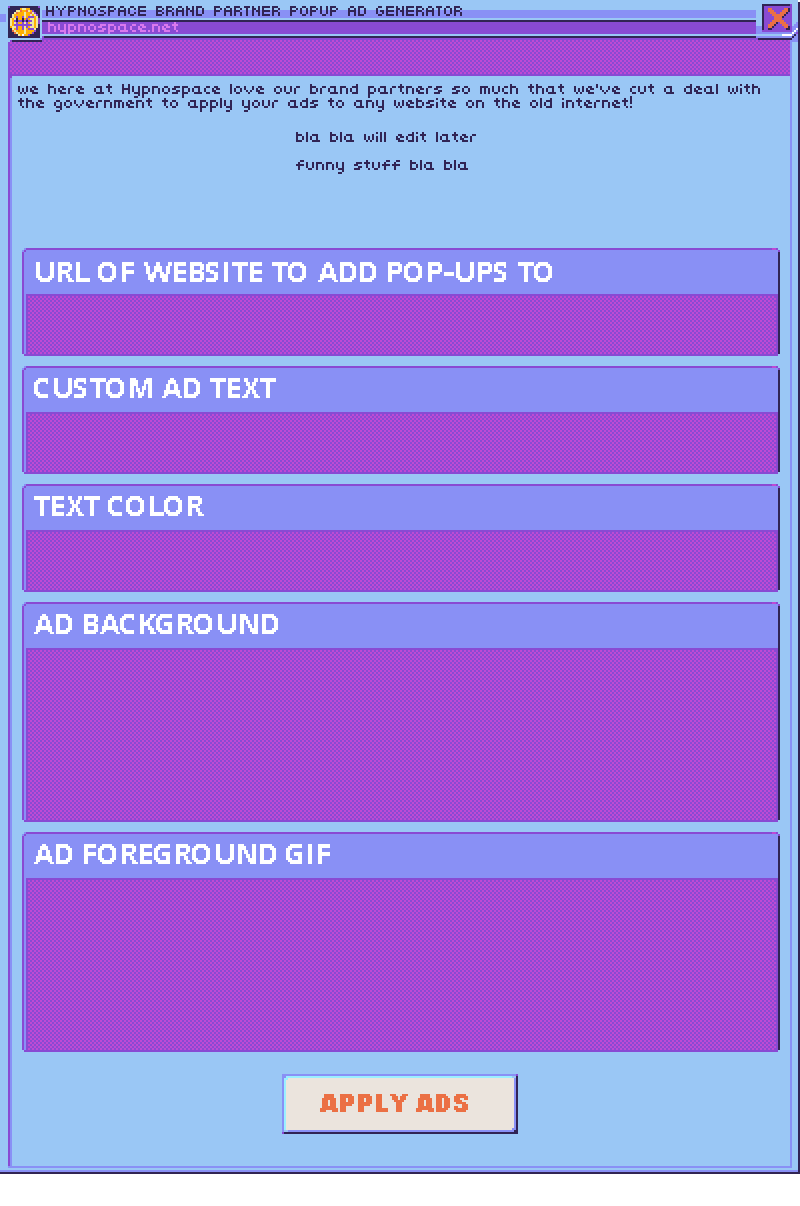 HYPNOSPACE BRAND PARTNER POPUP AD GENERATOR
hypnospace.net
we here at Hypnospace love our brand partners so much that we've cut a deal with
the government to apply your ads to any website on the old internet!
bla bla will edit later
funny stuff bla bla
URL OF WEBSITE TO ADD POP-UPS TO
CUSTOM AD TEXT
TEXT COLOR
AD BACKGROUND
AD FOREGROUND GIF
APPLY ADS